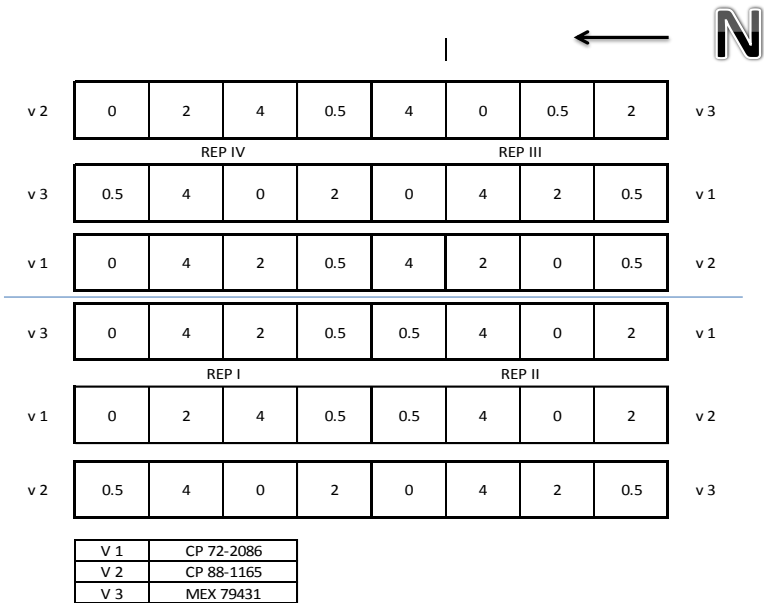 N
v 2 0 2 4 0.5 4 0 0.5 2 v 3
REP IV REP III
v 3 0.5 4 0 2 0 4 2 0.5 v 1
v 1 0 4 2 0.5 4 2 0 0.5 v 2
v 3 0 4 2 0.5 0.5 4 0 2 v 1
REP I REP II
v 1 0 2 4 0.5 0.5 4 0 2 v 2
v 2 0.5 4 0 2 0 4 2 0.5 v 3
V 1 CP 72-2086
V 2 CP 88-1165
V 3 MEX 79431